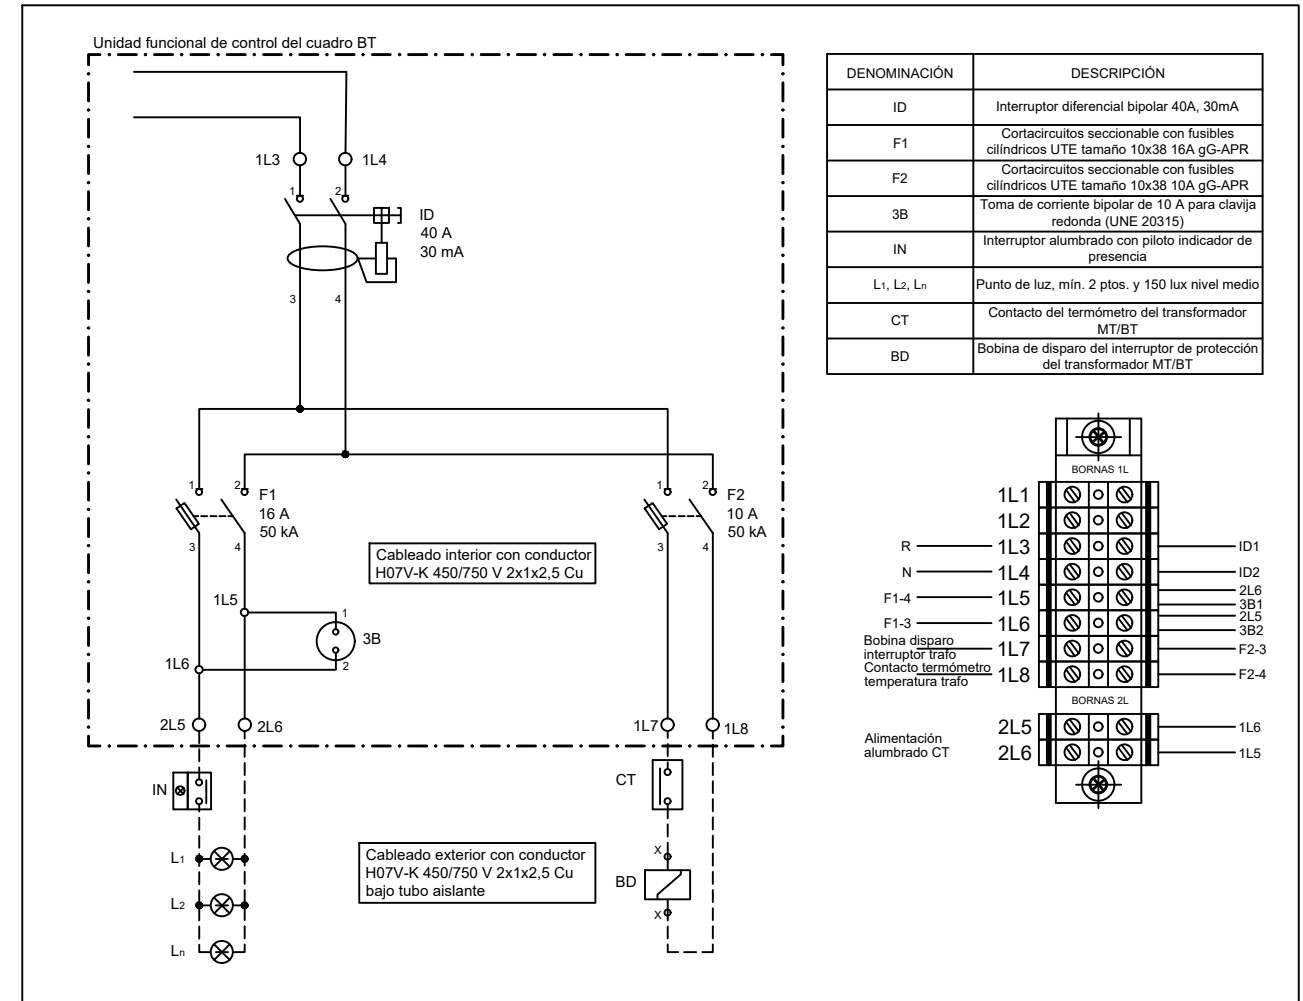 Unidad funcional de control del cuadro BT
1L3
1L4
1
2
ID
40 A
30 mA
3
4
1
2
F1
16 A
50 kA
3
4
1
2
F2
10 A
50 kA
3
4
Cableado interior con conductor
H07V-K 450/750 V 2x1x2,5 Cu
1L5
1
3B
1L6
2
2L5
2L6
1L7
1L8
IN
CT
L1
L2
Ln
Cableado exterior con conductor
H07V-K 450/750 V 2x1x2,5 Cu
bajo tubo aislante
X
BD
X
DENOMINACIÓN DESCRIPCIÓN
ID Interruptor diferencial bipolar 40A, 30mA
F1 Cortacircuitos seccionable con fusibles
cilíndricos UTE tamaño 10x38 16A gG-APR
F2 Cortacircuitos seccionable con fusibles
cilíndricos UTE tamaño 10x38 10A gG-APR
3B Toma de corriente bipolar de 10 A para clavija
redonda (UNE 20315)
IN Interruptor alumbrado con piloto indicador de
presencia
L1, L2, Ln Punto de luz, mín. 2 ptos. y 150 lux nivel medio
CT Contacto del termómetro del transformador
MT/BT
BD Bobina de disparo del interruptor de protección
del transformador MT/BT
BORNAS 1L
1L1
1L2
R 1L3 ID1
N 1L4 ID2
F1-4 1L5 2L6
3B1
F1-3 1L6 2L5
3B2
Bobina disparo
interruptor trafo 1L7 F2-3
Contacto termómetro
temperatura trafo 1L8 F2-4
BORNAS 2L
Alimentación
alumbrado CT
2L5 1L6
2L6 1L5